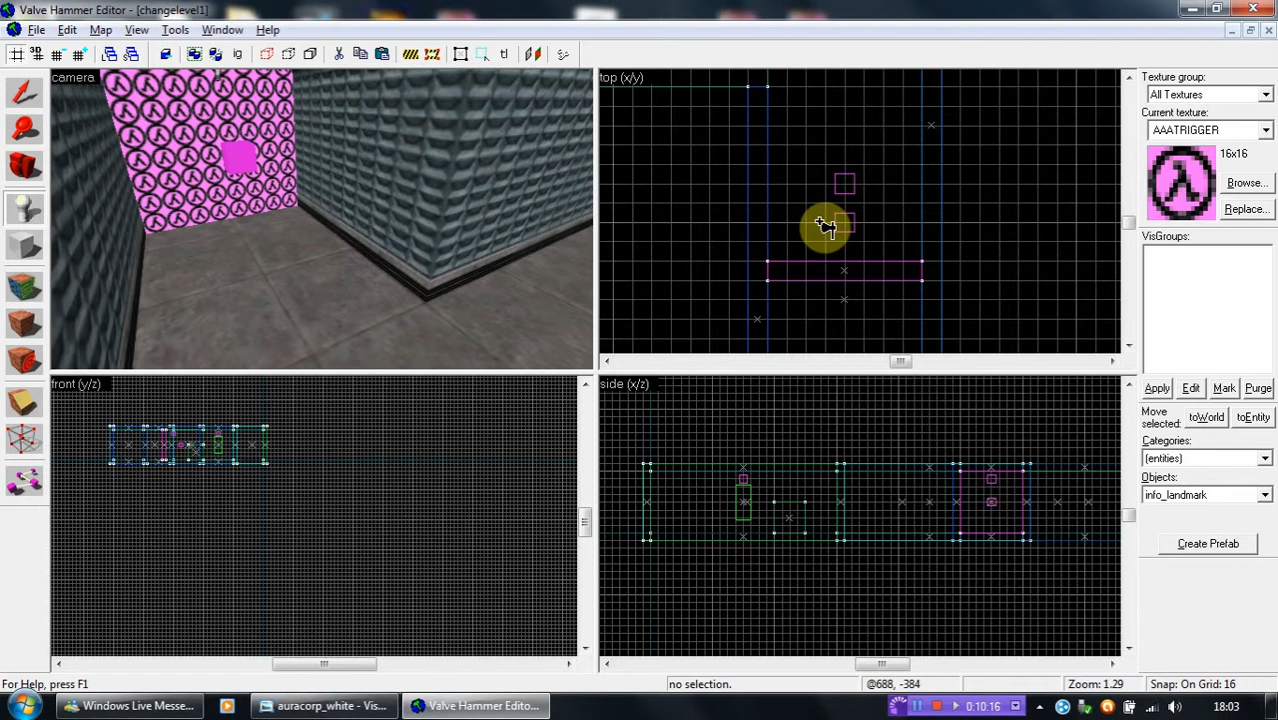 Valve Hammer Editor - [changelevel1]
File Edit Map View Tools Window Help
3D ig tl
camera
top (x/y)
front (y/z)
side (x/z)
Texture group:
All Textures
Current texture:
AAATRIGGER
16x16
Browse...
Replace...
VisGroups:
Apply Edit Mark Purge
Move selected: toWorld toEntity
Categories:
(entities)
Objects:
info_landmark
Create Prefab
For Help, press F1
no selection.
@688, -384
Zoom: 1.29
Snap: On Grid: 16
Windows Live Messe...
auracorp_white - Vis...
Valve Hammer Edito...
0:10:16
18:03